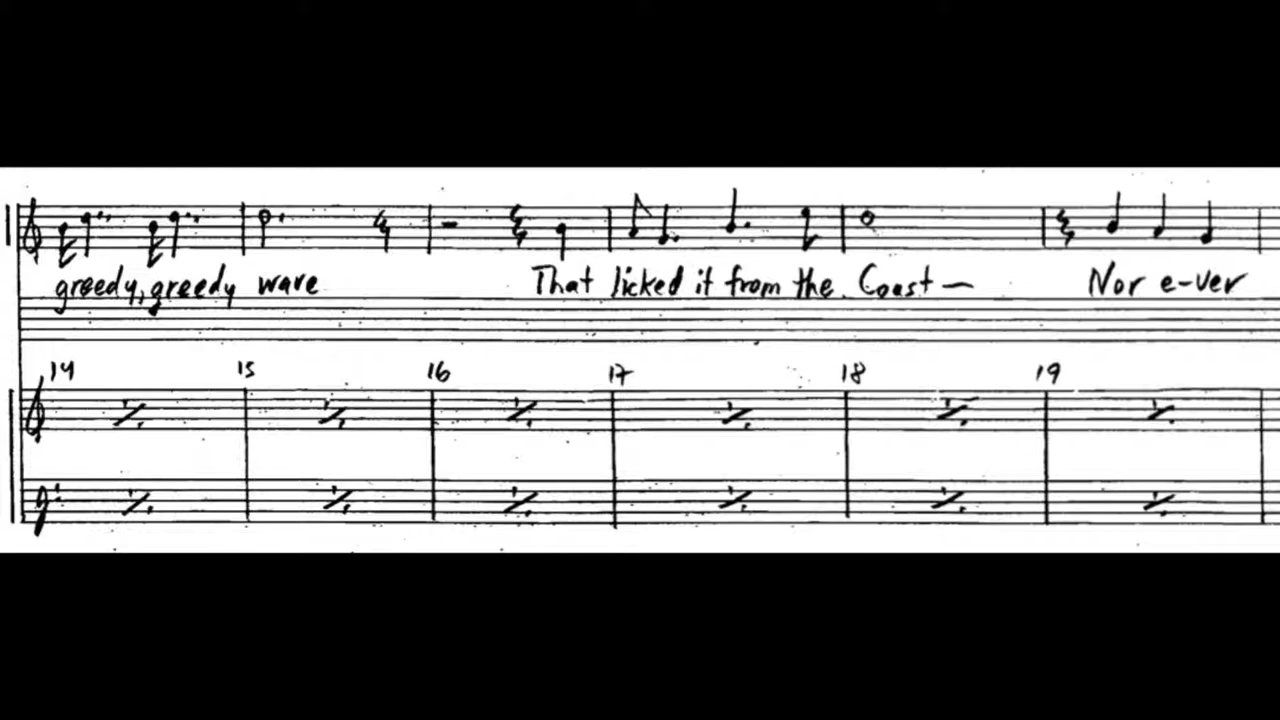 greedy, greedy wave That licked it from the Coast — Nor e-ver
14 15 16 17 18 19